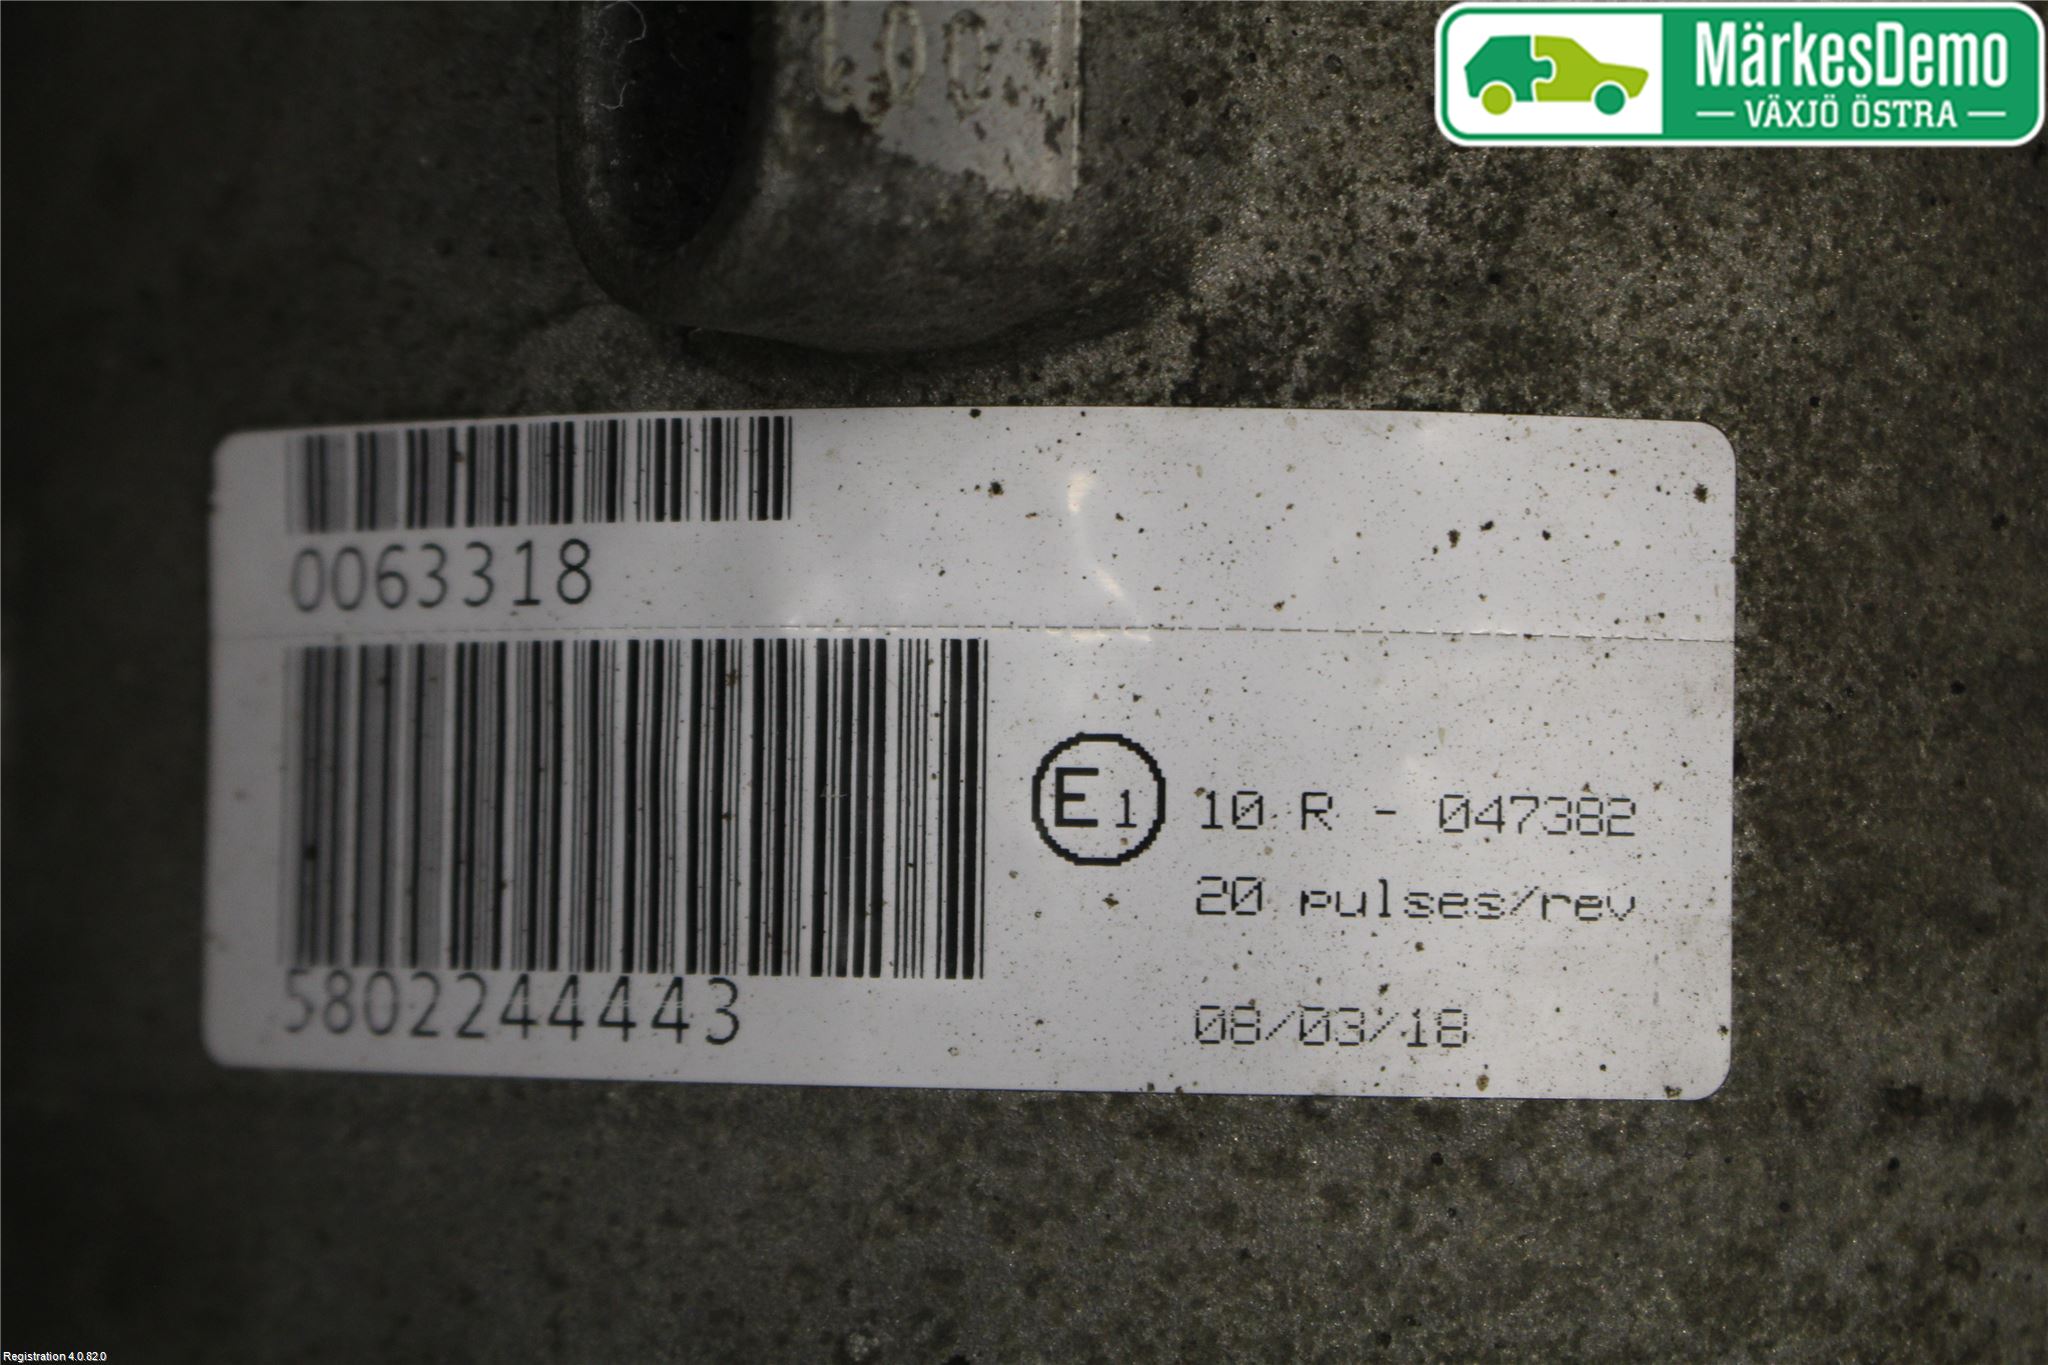 MärkesDemo
VÄXJÖ ÖSTRA
0063318
5802244443
E1 10 R - 047382
20 pulses/rev
08/03/18
Registration 4.0.82.0